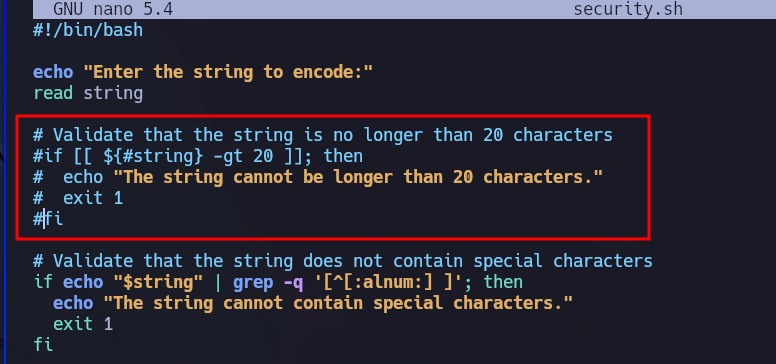 GNU nano 5.4 security.sh
#!/bin/bash
echo "Enter the string to encode:"
read string
# Validate that the string is no longer than 20 characters
#if [[ ${#string} -gt 20 ]]; then
#  echo "The string cannot be longer than 20 characters."
#  exit 1
#fi
# Validate that the string does not contain special characters
if echo "$string" | grep -q '[^[:alnum:] ]'; then
  echo "The string cannot contain special characters."
  exit 1
fi